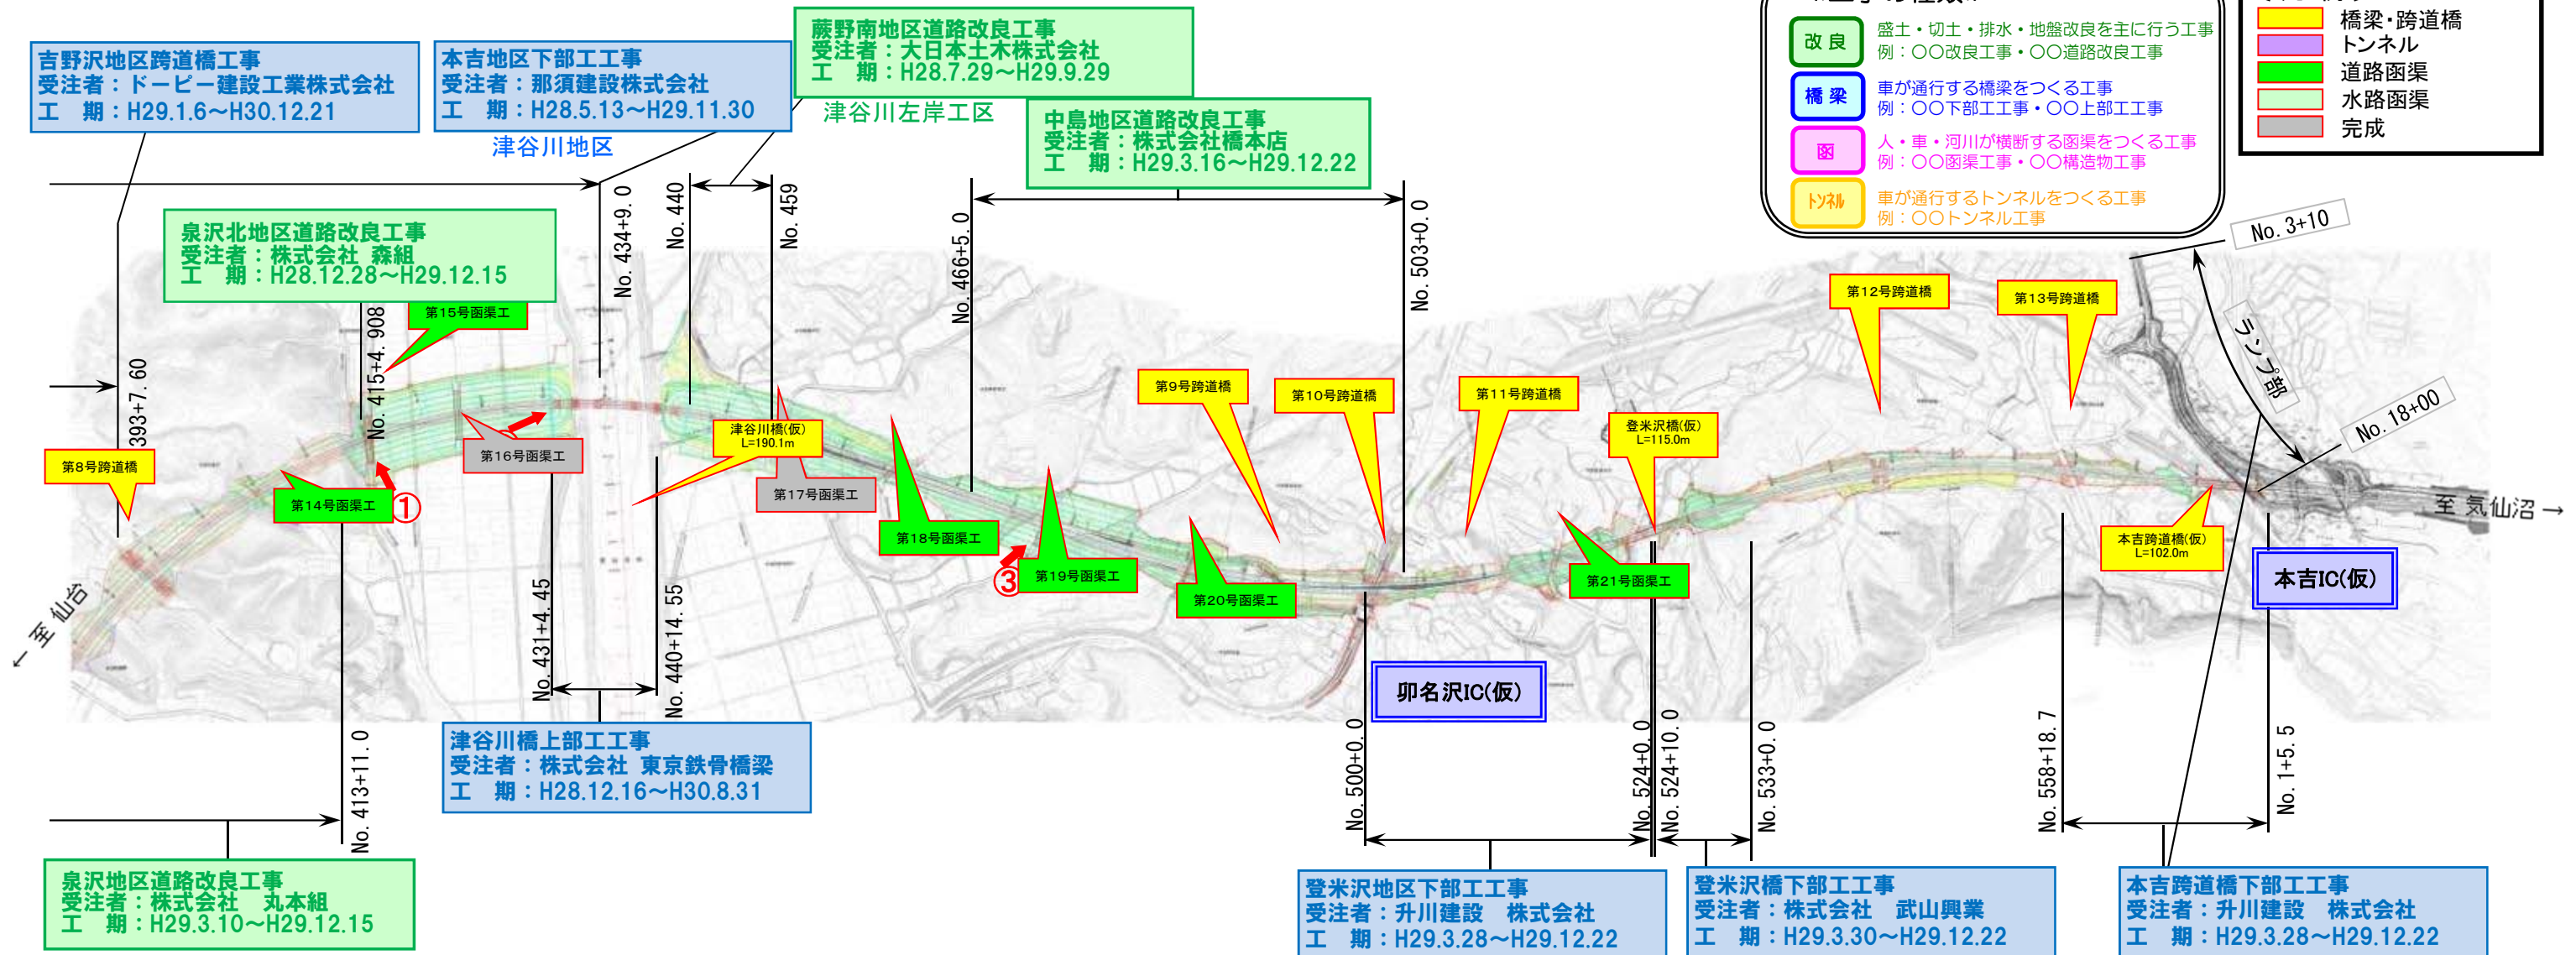 吉野沢地区跨道橋工事
受注者：ドーピー建設工業株式会社
工　期：H29.1.6～H30.12.21
本吉地区下部工工事
受注者：那須建設株式会社
工　期：H28.5.13～H29.11.30
津谷川地区
蕨野南地区道路改良工事
受注者：大日本土木株式会社
工　期：H28.7.29～H29.9.29
津谷川左岸工区
中島地区道路改良工事
受注者：株式会社橋本店
工　期：H29.3.16～H29.12.22
改良
盛土・切土・排水・地盤改良を主に行う工事
例：〇〇改良工事・〇〇道路改良工事
橋梁
車が通行する橋梁をつくる工事
例：〇〇下部工工事・〇〇上部工工事
函
人・車・河川が横断する函渠をつくる工事
例：〇〇函渠工事・〇〇構造物工事
トンネル
車が通行するトンネルをつくる工事
例：〇〇トンネル工事
橋梁・跨道橋
トンネル
道路函渠
水路函渠
完成
泉沢北地区道路改良工事
受注者：株式会社 森組
工　期：H28.12.28～H29.12.15
393+7.60
No.415+4.908
No.434+9.0
No.440
No.459
No.466+5.0
No.503+0.0
No.3+10
ランプ部
No.18+00
第15号函渠工
第12号跨道橋
第13号跨道橋
第9号跨道橋
第10号跨道橋
第11号跨道橋
第8号跨道橋
第14号函渠工
①
第16号函渠工
津谷川橋(仮)
L=190.1m
第17号函渠工
第18号函渠工
③
第19号函渠工
第20号函渠工
登米沢橋(仮)
L=115.0m
第21号函渠工
本吉跨道橋(仮)
L=102.0m
至 気仙沼 →
← 至 仙台
本吉IC(仮)
卯名沢IC(仮)
No.413+11.0
No.431+4.45
No.440+14.55
No.500+0.0
No.524+0.0
No.524+10.0
No.533+0.0
No.558+18.7
No.1+5.5
津谷川橋上部工工事
受注者：株式会社 東京鉄骨橋梁
工　期：H28.12.16～H30.8.31
泉沢地区道路改良工事
受注者：株式会社　丸本組
工　期：H29.3.10～H29.12.15
登米沢地区下部工工事
受注者：升川建設　株式会社
工　期：H29.3.28～H29.12.22
登米沢橋下部工工事
受注者：株式会社　武山興業
工　期：H29.3.30～H29.12.22
本吉跨道橋下部工工事
受注者：升川建設　株式会社
工　期：H29.3.28～H29.12.22